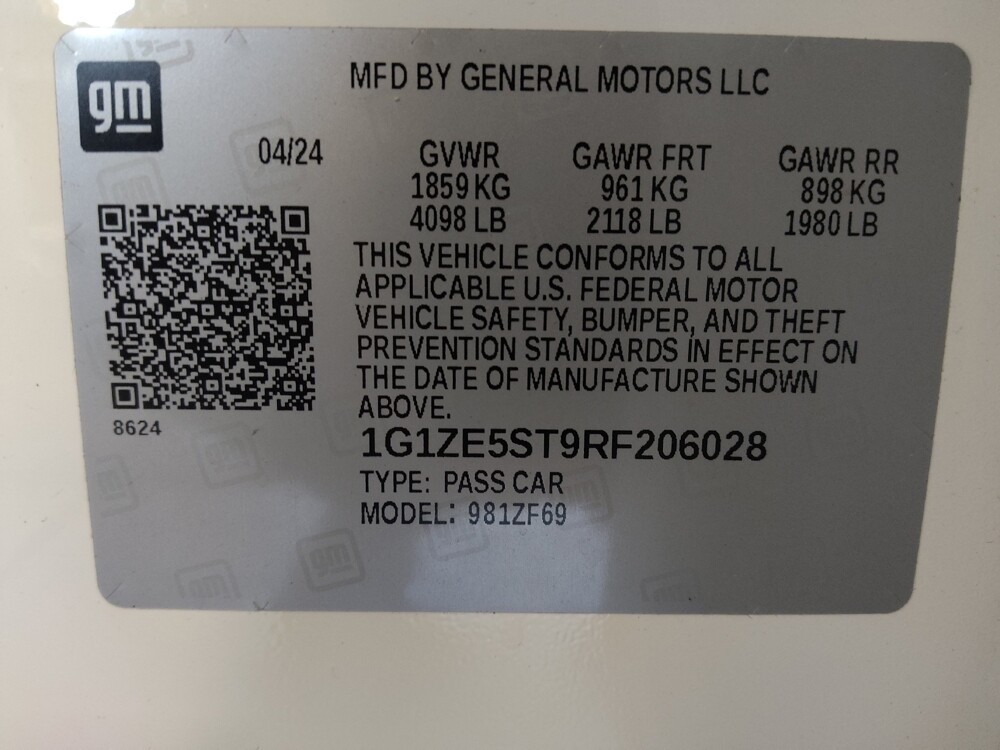 gm
MFD BY GENERAL MOTORS LLC
04/24 GVWR GAWR FRT GAWR RR
1859 KG 961 KG 898 KG
4098 LB 2118 LB 1980 LB
THIS VEHICLE CONFORMS TO ALL
APPLICABLE U.S. FEDERAL MOTOR
VEHICLE SAFETY, BUMPER, AND THEFT
PREVENTION STANDARDS IN EFFECT ON
THE DATE OF MANUFACTURE SHOWN
ABOVE.
8624
1G1ZE5ST9RF206028
TYPE: PASS CAR
MODEL: 981ZF69